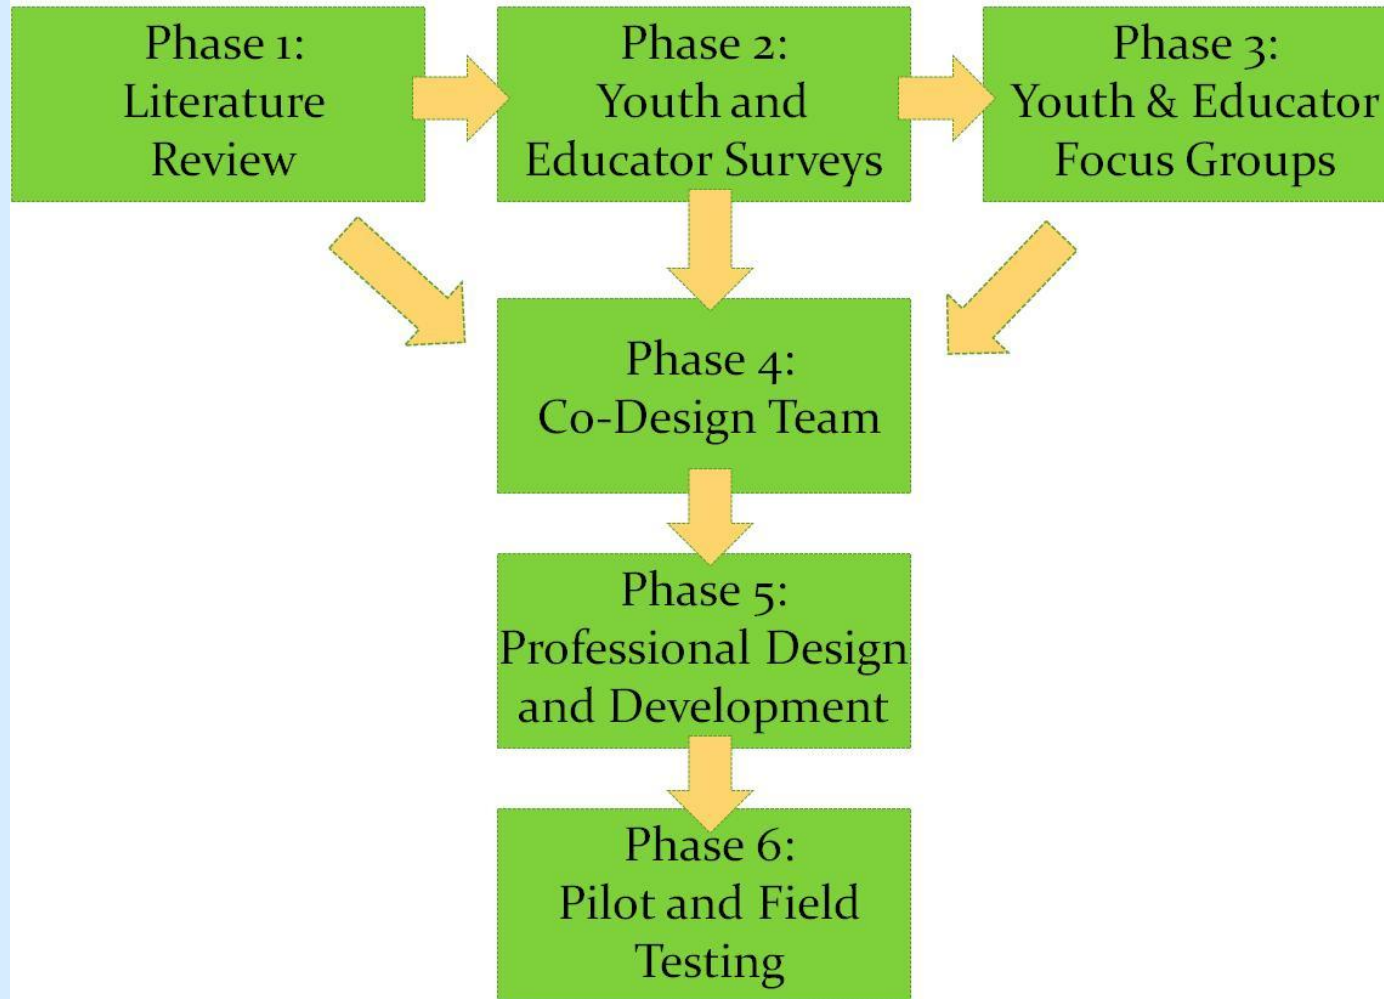 Phase 1:
Literature
Review
Phase 2:
Youth and
Educator Surveys
Phase 3:
Youth & Educator
Focus Groups
Phase 4:
Co-Design Team
Phase 5:
Professional Design
and Development
Phase 6:
Pilot and Field
Testing